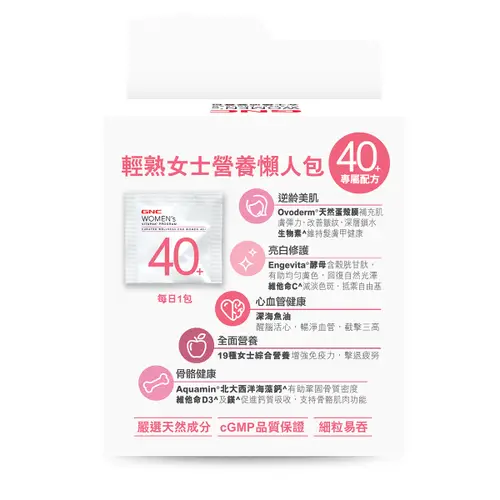 輕熟女士營養懶人包
40+
專屬配方
GNC
WOMEN's
VITAPAK PROGRAM
40+
每日1包
逆齡美肌
Ovoderm®天然蛋殼膜補充肌
膚彈力，改善皺紋，深層鎖水
生物素^維持髮膚甲健康
亮白修護
Engevita®酵母含穀胱甘肽，
有助均勻膚色，回復自然光澤
維他命C^減淡色斑，抵禦自由基
心血管健康
深海魚油
醒腦活心，暢淨血管，截擊三高
全面營養
19種女士綜合營養增強免疫力，擊退疲勞
骨骼健康
Aquamin®北大西洋海藻鈣^有助鞏固骨質密度
維他命D3^及鎂^促進鈣質吸收，支持骨骼肌肉功能
嚴選天然成分
cGMP品質保證
細粒易吞